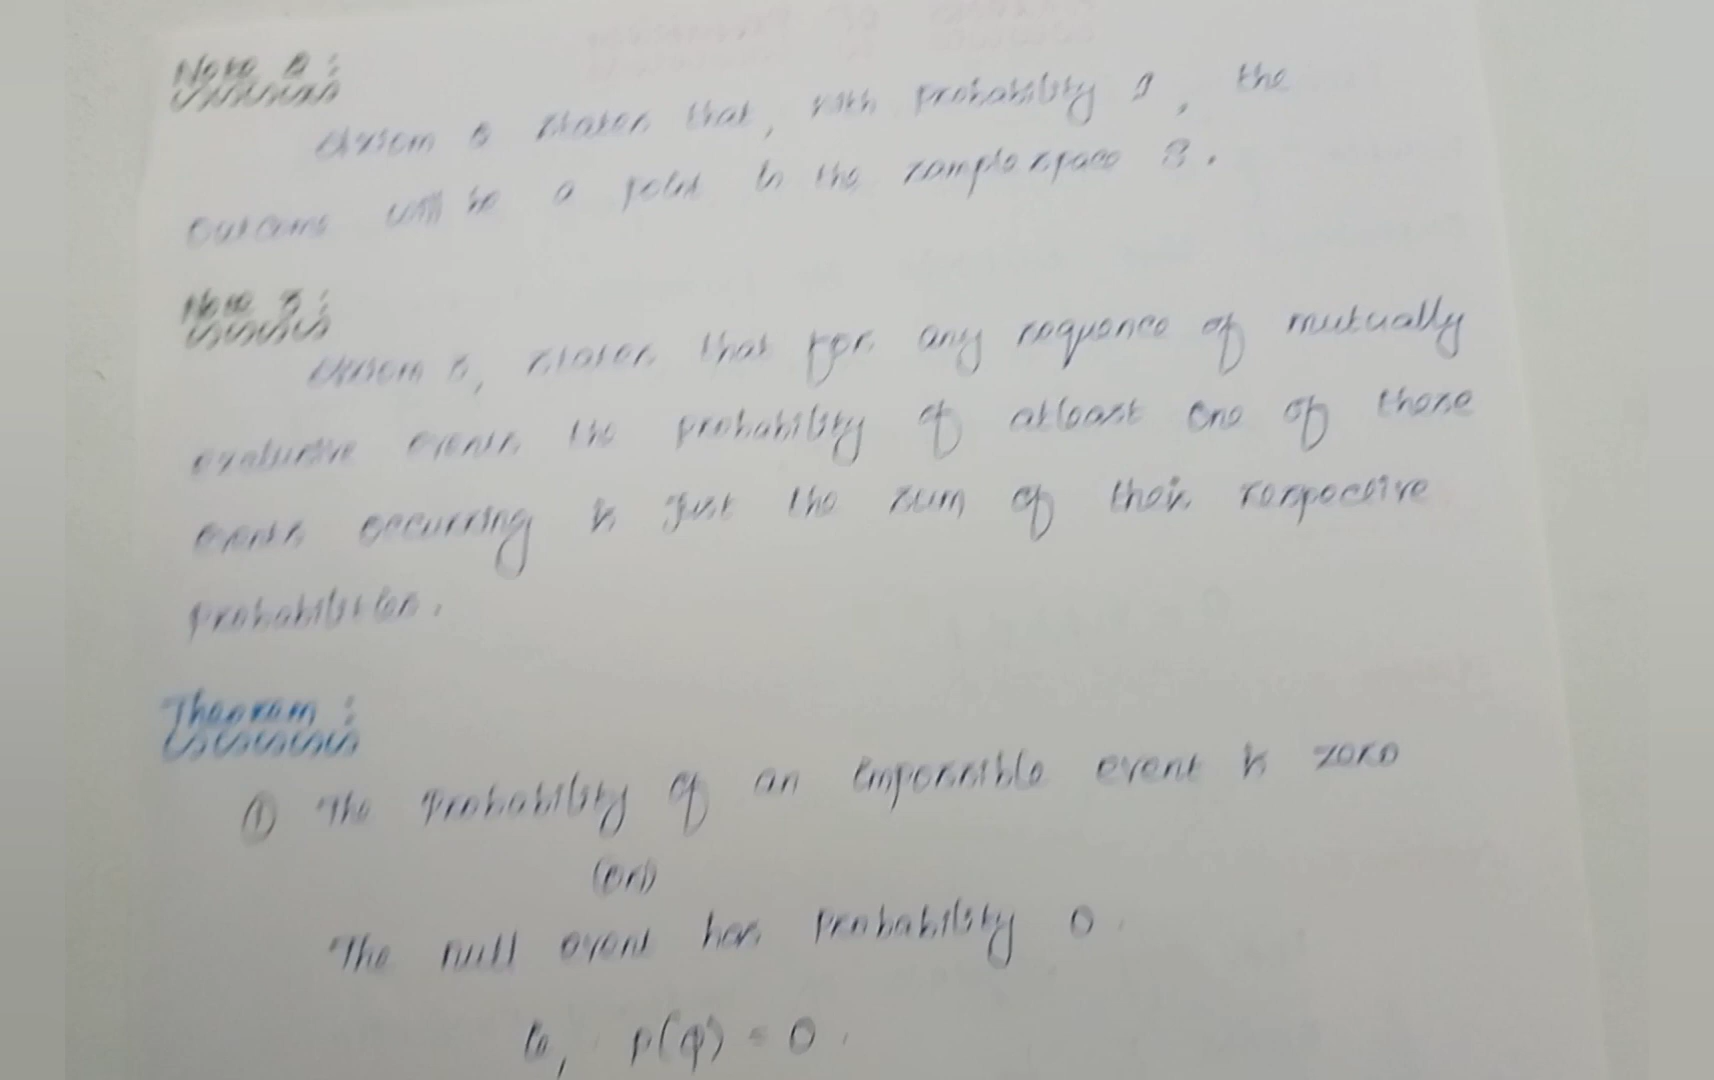 Note 2:
Axiom 2 states that, with probability 1, the
outcome will be a point in the sample space S.
Note 3:
Axiom 3, states that for any sequence of mutually
exclusive events the probability of atleast one of these
events occurring is just the sum of their respective
probabilities.
Theorem:
① The Probability of an impossible event is zero
(or)
The null event has Probability 0.
ie, P(φ) = 0.